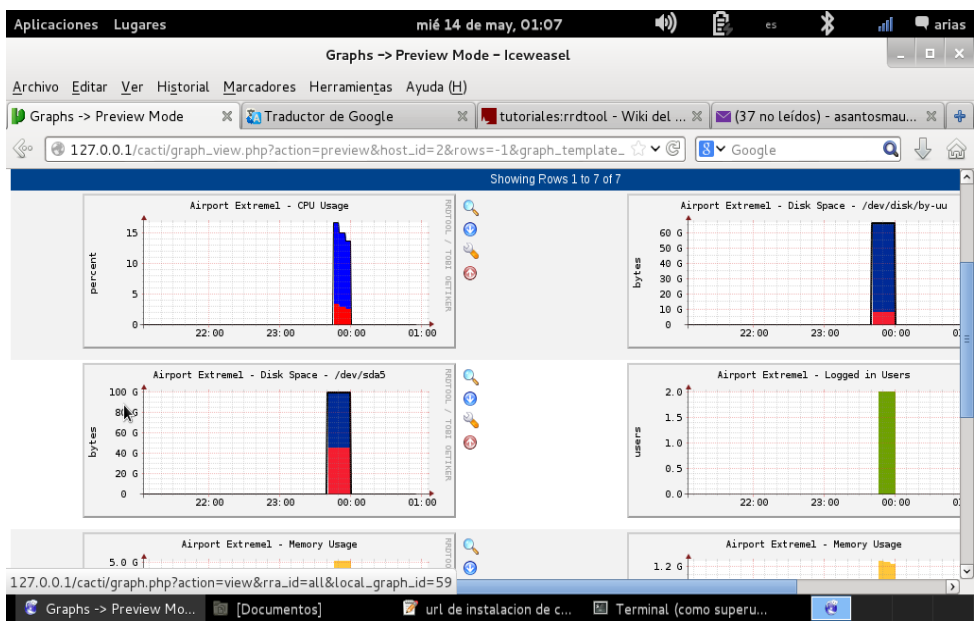 Aplicaciones Lugares mié 14 de may, 01:07 es arias
Graphs -> Preview Mode - Iceweasel
Archivo Editar Ver Historial Marcadores Herramientas Ayuda (H)
Graphs -> Preview Mode Traductor de Google tutoriales:rrdtool - Wiki del ... (37 no leídos) - asantosmau...
127.0.0.1/cacti/graph_view.php?action=preview&host_id=2&rows=-1&graph_template_ Google
Showing Rows 1 to 7 of 7
Airport Extremel - CPU Usage
percent
15
10
5
0
22:00 23:00 00:00 01:00
RRDTOOL / TOBI OETIKER
Airport Extremel - Disk Space - /dev/disk/by-uu
bytes
60 G
50 G
40 G
30 G
20 G
10 G
0
22:00 23:00 00:00 0
Airport Extremel - Disk Space - /dev/sda5
bytes
100 G
80 G
60 G
40 G
20 G
0
22:00 23:00 00:00 01:00
RRDTOOL / TOBI OETIKER
Airport Extremel - Logged in Users
users
2.0
1.5
1.0
0.5
0.0
22:00 23:00 00:00 0
Airport Extremel - Memory Usage
5.0 G
Airport Extremel - Memory Usage
1.2 G
127.0.0.1/cacti/graph.php?action=view&rra_id=all&local_graph_id=59
Graphs -> Preview Mo... [Documentos] url de instalacion de c... Terminal (como superu...